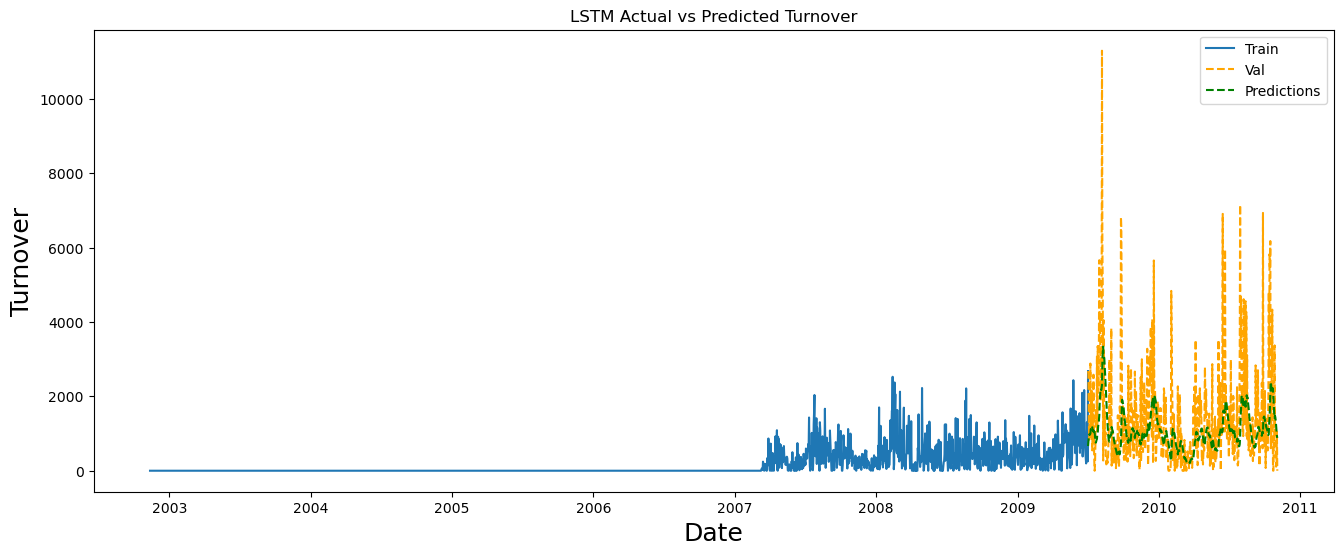 LSTM Actual vs Predicted Turnover
Train
Val
Predictions
Turnover
10000
8000
6000
4000
2000
0
2003 2004 2005 2006 2007 2008 2009 2010 2011
Date